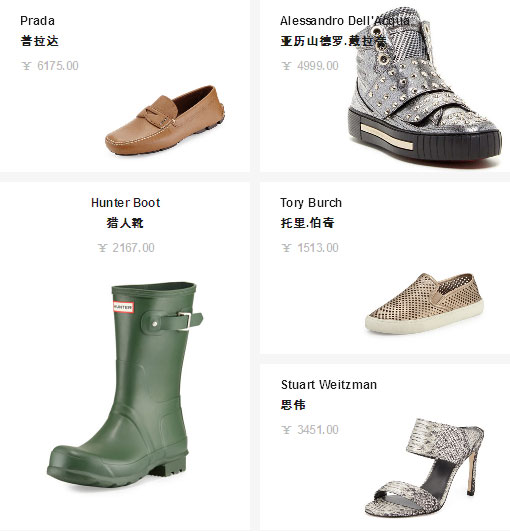 Prada
普拉达
￥ 6175.00
Alessandro Dell'Acqua
亚历山德罗.戴拉夸
￥ 4999.00
Hunter Boot
猎人靴
￥ 2167.00
HUNTER
Tory Burch
托里.伯奇
￥ 1513.00
Stuart Weitzman
思伟
￥ 3451.00